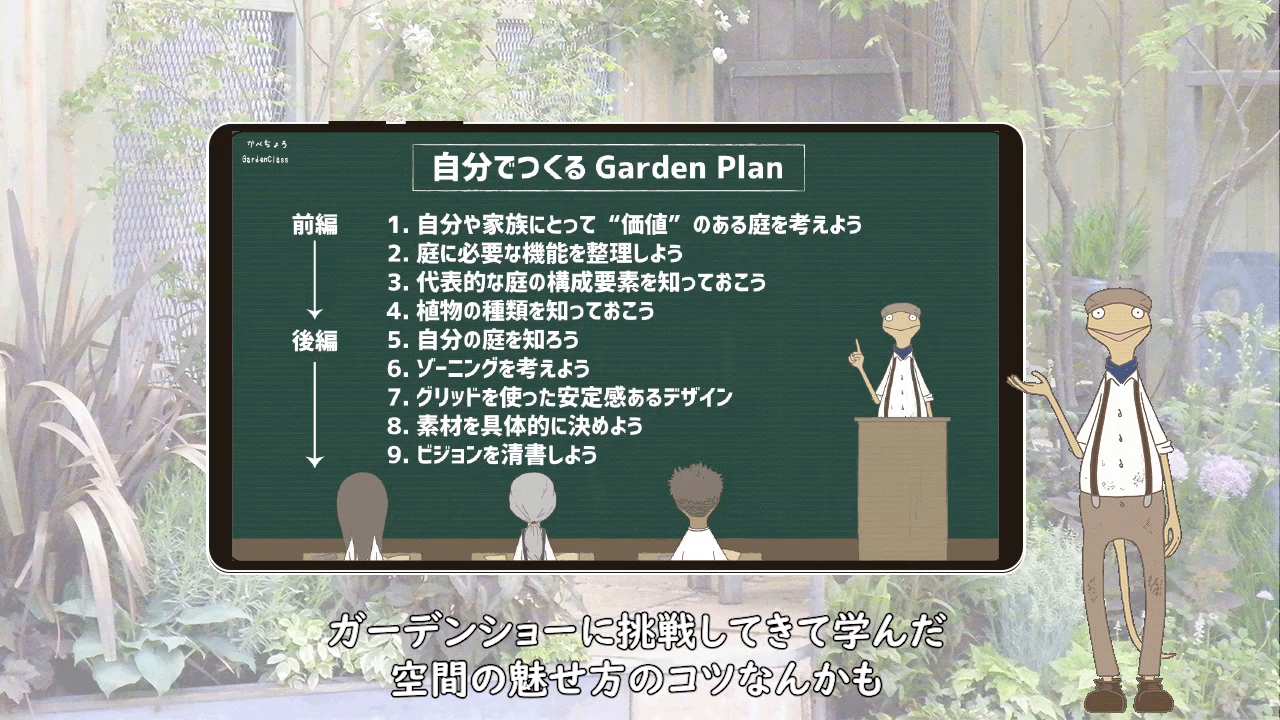 かべちょう
GardenClass
自分でつくる Garden Plan
前編
1. 自分や家族にとって “価値” のある庭を考えよう
2. 庭に必要な機能を整理しよう
3. 代表的な庭の構成要素を知っておこう
4. 植物の種類を知っておこう
後編
5. 自分の庭を知ろう
6. ゾーニングを考えよう
7. グリッドを使った安定感あるデザイン
8. 素材を具体的に決めよう
9. ビジョンを清書しよう
ガーデンショーに挑戦してきて学んだ
空間の魅せ方のコツなんかも